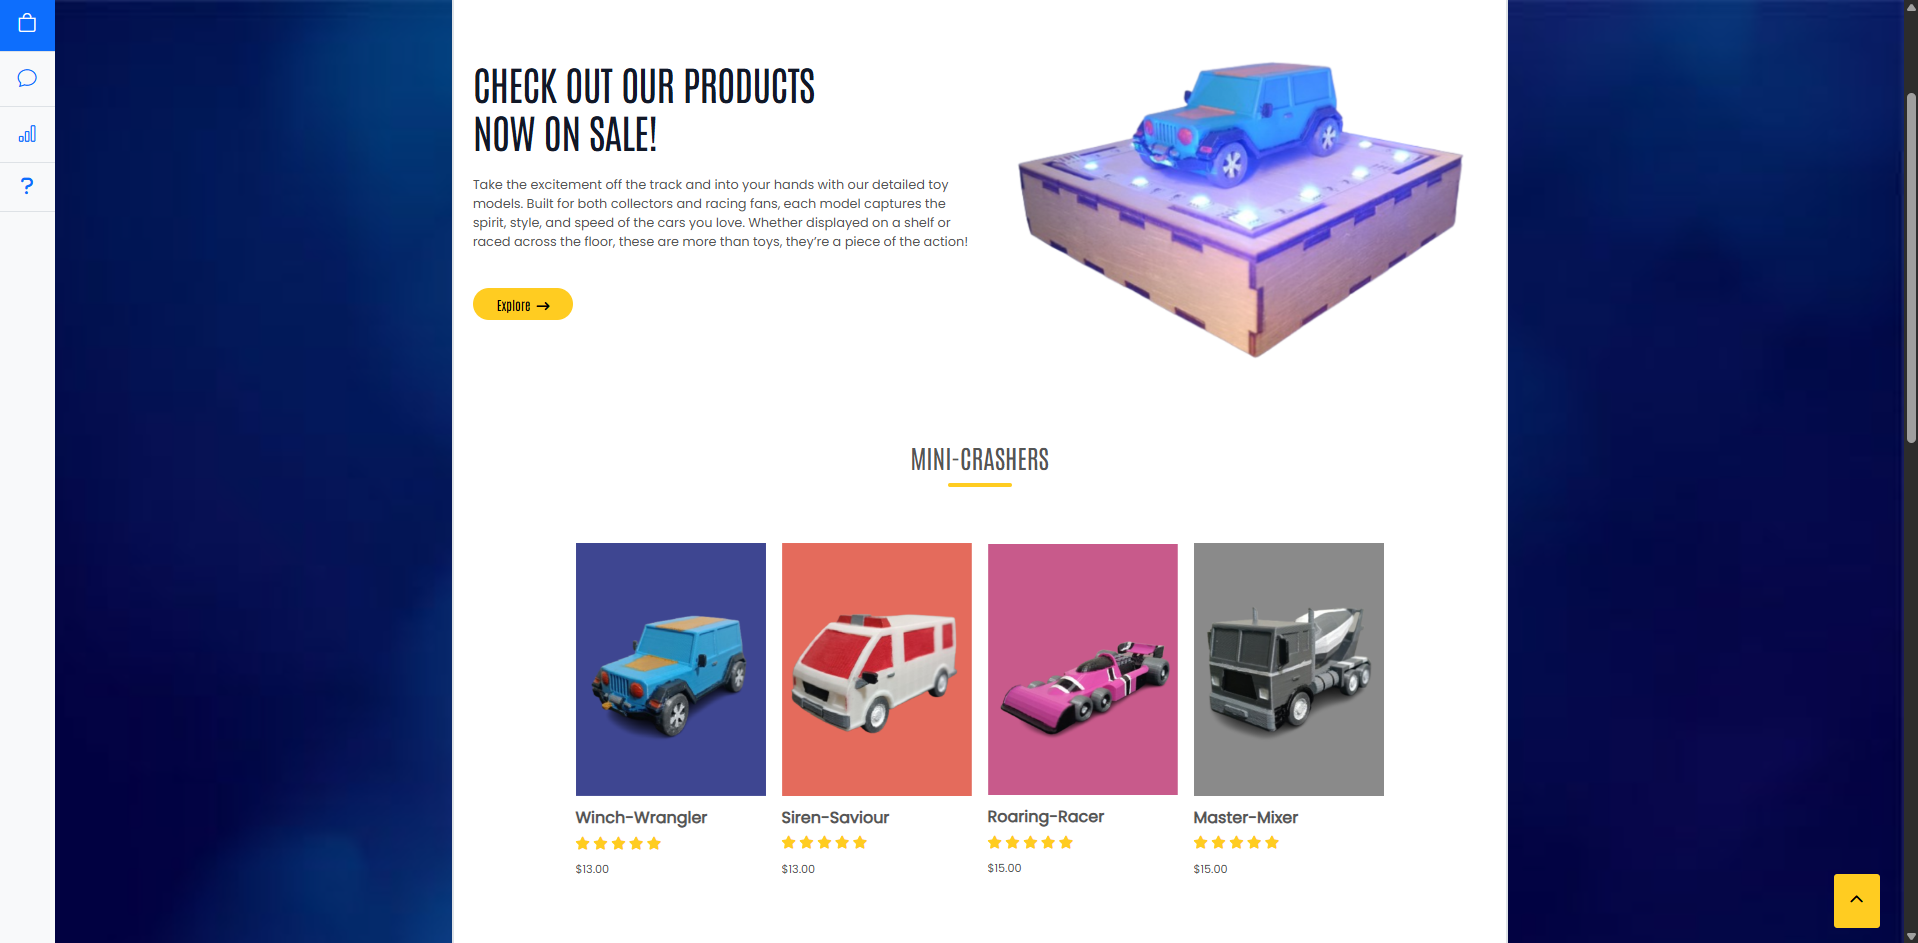 CHECK OUT OUR PRODUCTS
NOW ON SALE!
Take the excitement off the track and into your hands with our detailed toy
models. Built for both collectors and racing fans, each model captures the
spirit, style, and speed of the cars you love. Whether displayed on a shelf or
raced across the floor, these are more than toys, they’re a piece of the action!
Explore →
MINI-CRASHERS
Winch-Wrangler
$13.00
Siren-Saviour
$13.00
Roaring-Racer
$15.00
Master-Mixer
$15.00